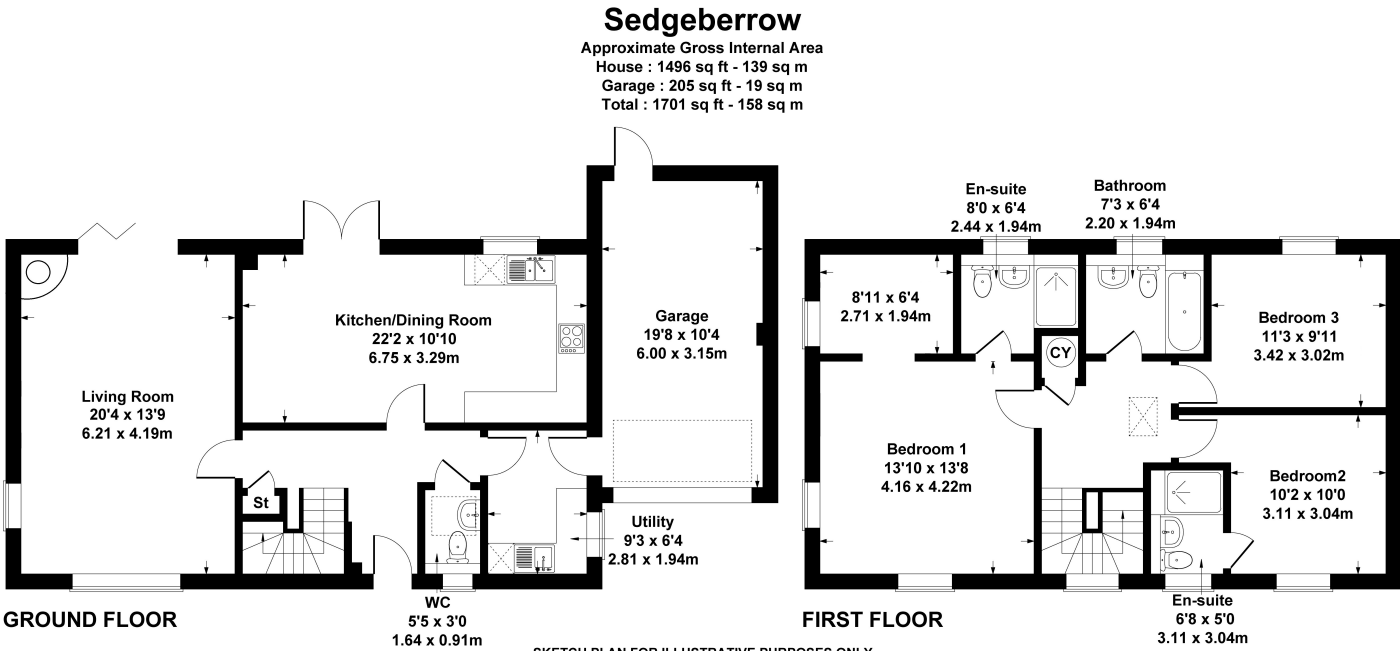 Sedgeberrow
Approximate Gross Internal Area
House : 1496 sq ft - 139 sq m
Garage : 205 sq ft - 19 sq m
Total : 1701 sq ft - 158 sq m
Living Room
20'4 x 13'9
6.21 x 4.19m
Kitchen/Dining Room
22'2 x 10'10
6.75 x 3.29m
Garage
19'8 x 10'4
6.00 x 3.15m
St
Utility
9'3 x 6'4
2.81 x 1.94m
WC
5'5 x 3'0
1.64 x 0.91m
GROUND FLOOR
En-suite
8'0 x 6'4
2.44 x 1.94m
Bathroom
7'3 x 6'4
2.20 x 1.94m
8'11 x 6'4
2.71 x 1.94m
CY
Bedroom 3
11'3 x 9'11
3.42 x 3.02m
Bedroom 1
13'10 x 13'8
4.16 x 4.22m
Bedroom2
10'2 x 10'0
3.11 x 3.04m
En-suite
6'8 x 5'0
3.11 x 3.04m
FIRST FLOOR
SKETCH PLAN FOR ILLUSTRATIVE PURPOSES ONLY